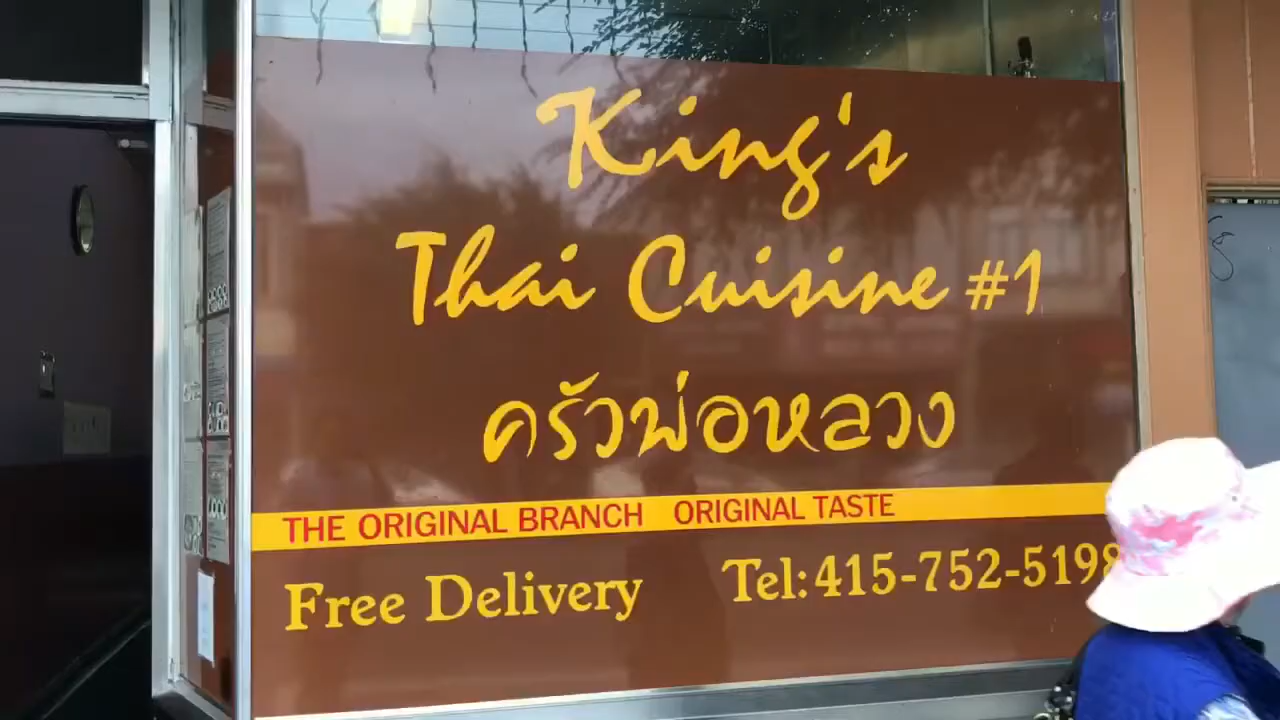 King's
Thai Cuisine #1
ครัวพ่อหลวง
THE ORIGINAL BRANCH ORIGINAL TASTE
Free Delivery Tel:415-752-5198